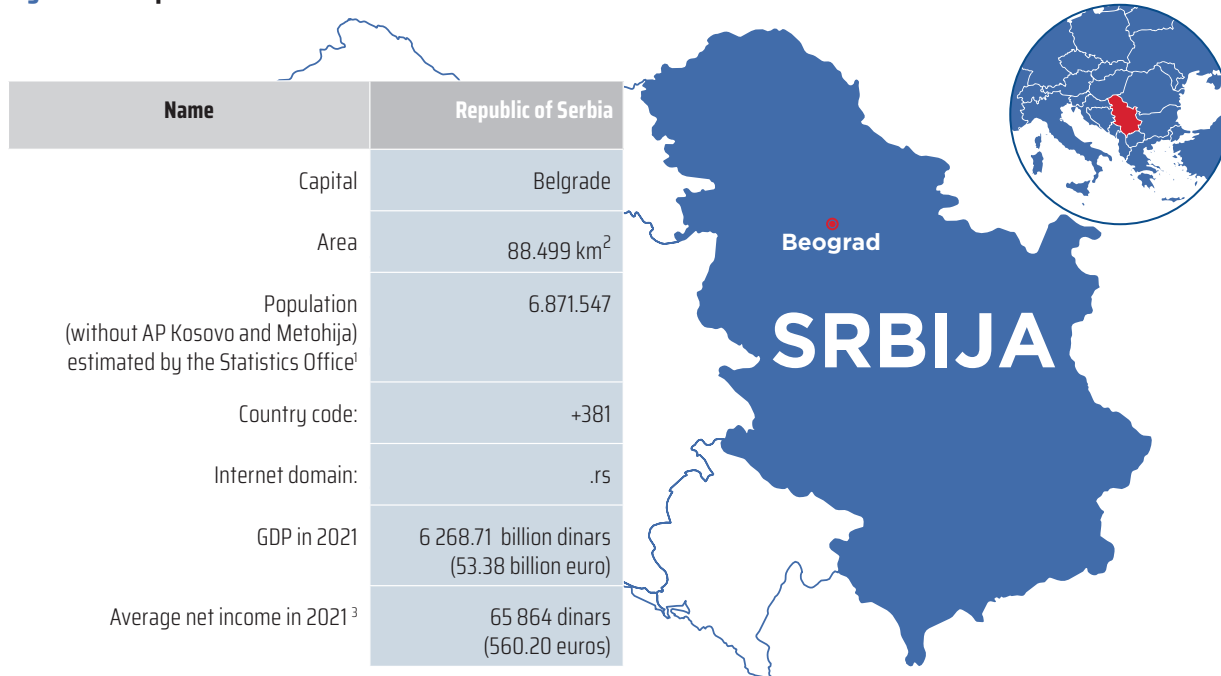 Name Republic of Serbia
Capital Belgrade
Area 88.499 km²
Population 6.871.547
(without AP Kosovo and Metohija)
estimated by the Statistics Office¹
Country code: +381
Internet domain: .rs
GDP in 2021 6 268.71 billion dinars
(53.38 billion euro)
Average net income in 2021 ³ 65 864 dinars
(560.20 euros)
Beograd
SRBIJA